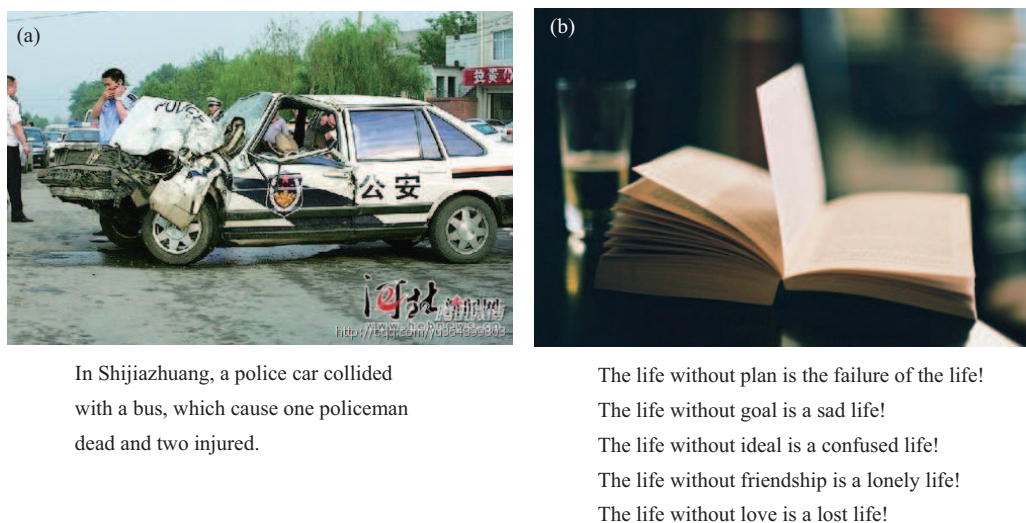 (a)
POLICE
公安
河北
In Shijiazhuang, a police car collided
with a bus, which cause one policeman
dead and two injured.
(b)
The life without plan is the failure of the life!
The life without goal is a sad life!
The life without ideal is a confused life!
The life without friendship is a lonely life!
The life without love is a lost life!